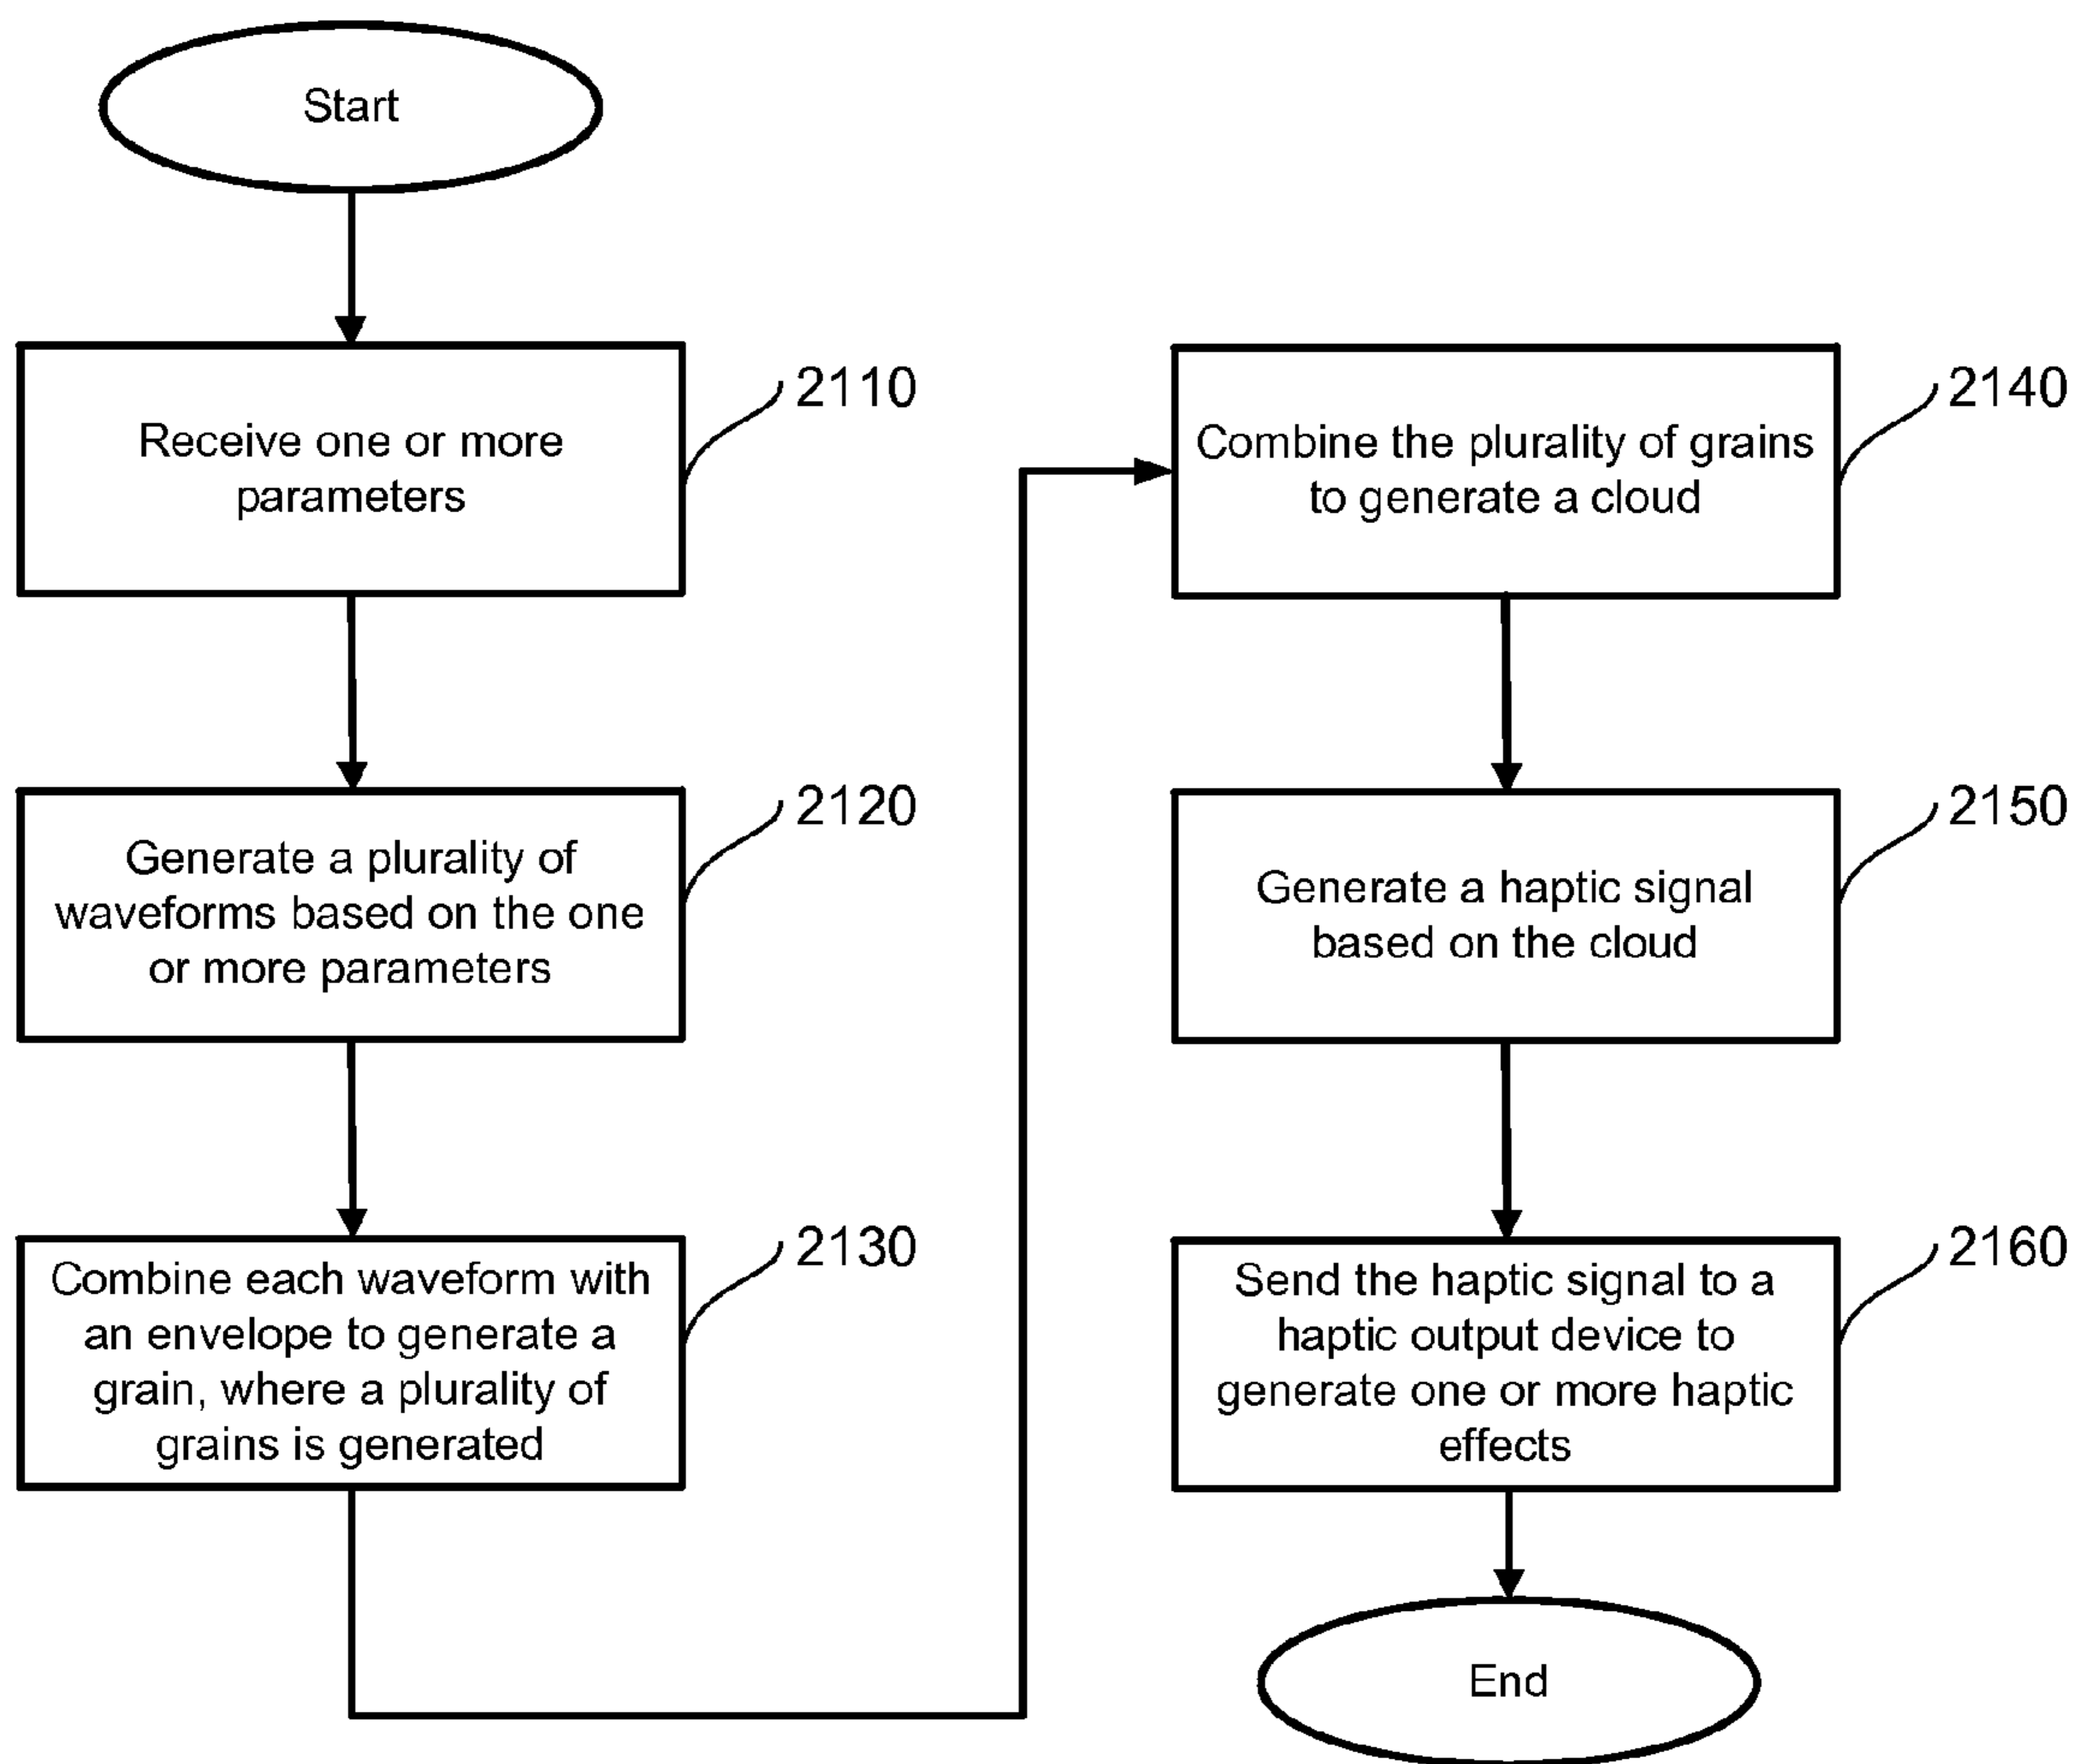 Start
Receive one or more
parameters
2110
Generate a plurality of
waveforms based on the one
or more parameters
2120
Combine each waveform with
an envelope to generate a
grain, where a plurality of
grains is generated
2130
Combine the plurality of grains
to generate a cloud
2140
Generate a haptic signal
based on the cloud
2150
Send the haptic signal to a
haptic output device to
generate one or more haptic
effects
2160
End